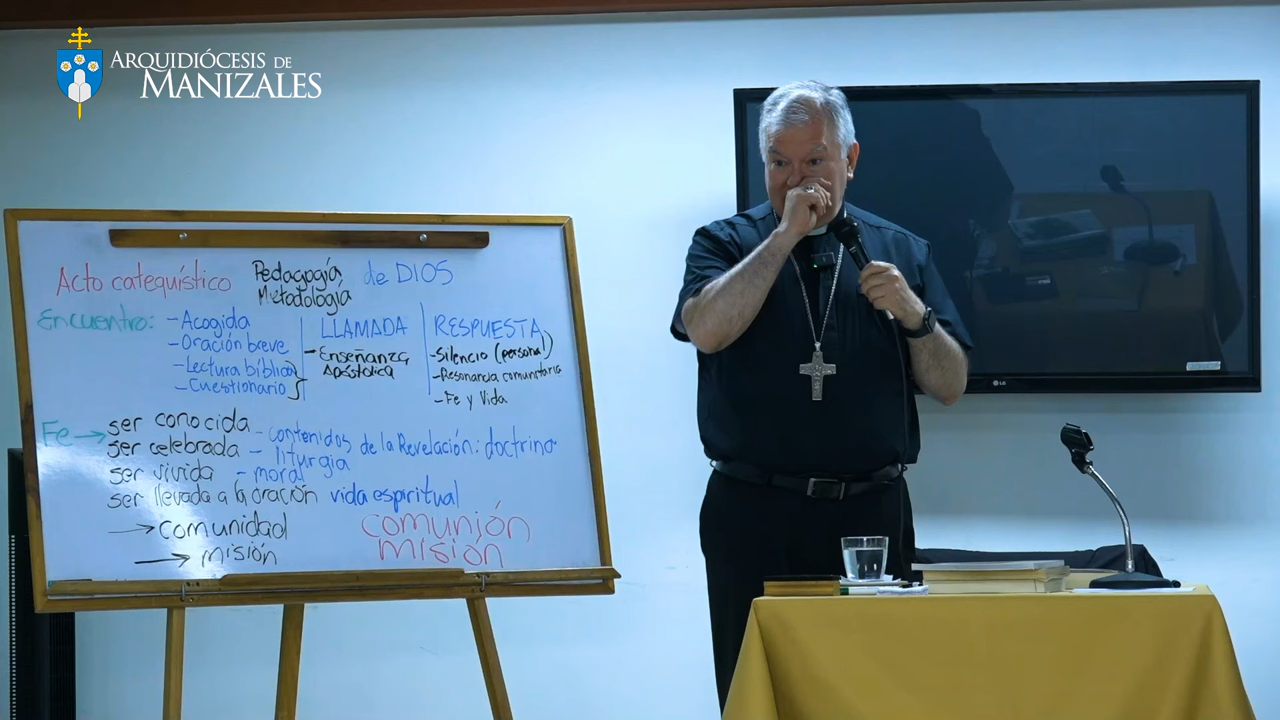 ARQUIDIÓCESIS DE
MANIZALES
Acto catequístico Pedagogía, de DIOS
Metodología
Encuentro: - Acogida
- Oración breve
- Lectura bíblica
- Cuestionario
LLAMADA
- Enseñanza
Apóstolica
RESPUESTA
- Silencio (personal)
- Resonancia comunitaria
- Fe y Vida
Fe → ser conocida - contenidos de la Revelación: doctrina
ser celebrada - liturgia
ser vivida - moral
ser llevada a la oración vida espiritual
→ comunidad
→ misión
comunión
misión
LG